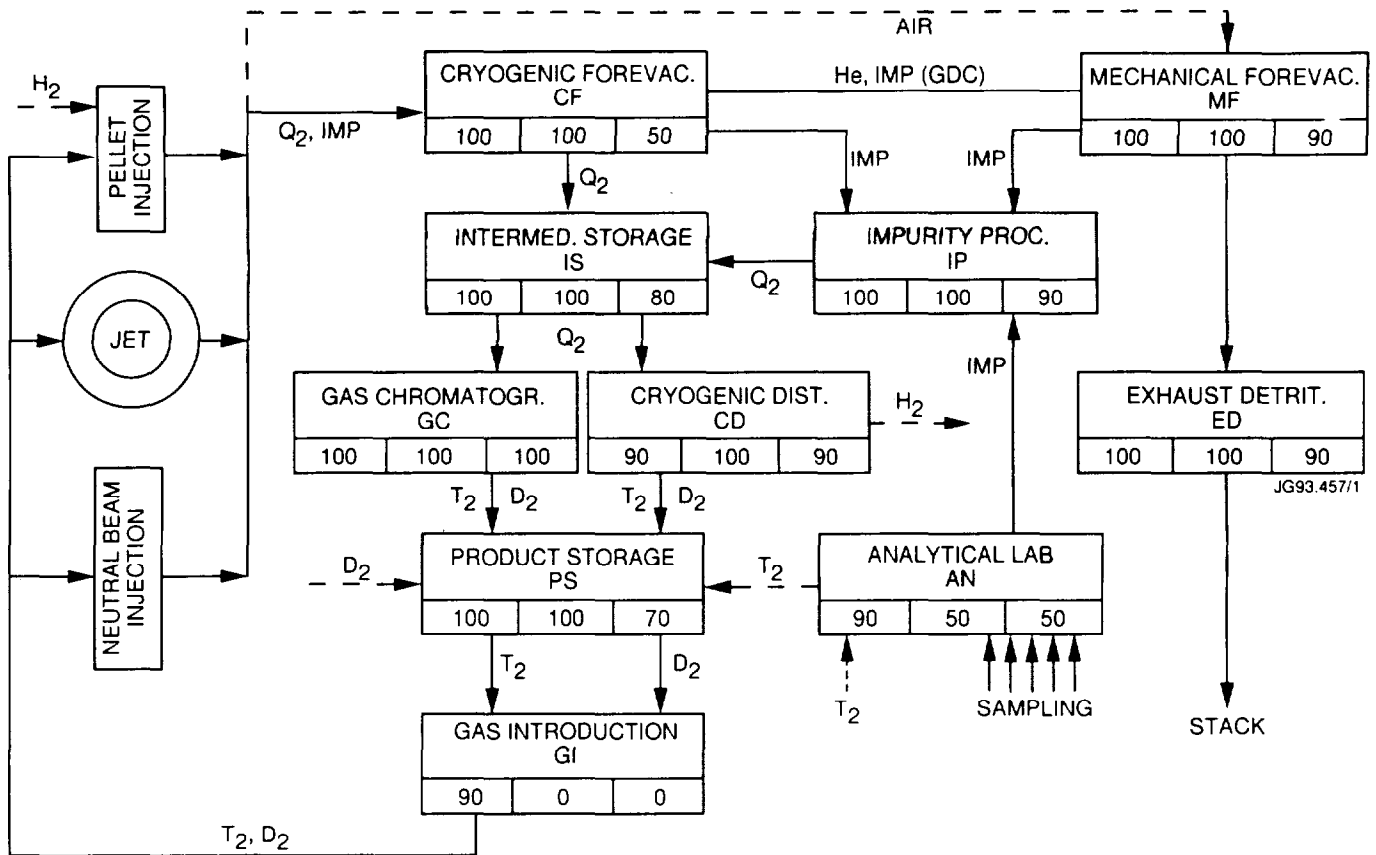 AIR
H2
PELLET
INJECTION
Q2, IMP
CRYOGENIC FOREVAC.
CF
100 100 50
He, IMP (GDC)
MECHANICAL FOREVAC.
MF
100 100 90
Q2
IMP
IMP
INTERMED. STORAGE
IS
100 100 80
Q2
IMPURITY PROC.
IP
100 100 90
JET
Q2
IMP
GAS CHROMATOGR.
GC
100 100 100
CRYOGENIC DIST.
CD
90 100 90
H2
EXHAUST DETRIT.
ED
100 100 90
JG93.457/1
NEUTRAL BEAM
INJECTION
T2 D2
T2 D2
D2
PRODUCT STORAGE
PS
100 100 70
T2
ANALYTICAL LAB
AN
90 50 50
T2
D2
T2
SAMPLING
STACK
GAS INTRODUCTION
GI
90 0 0
T2, D2